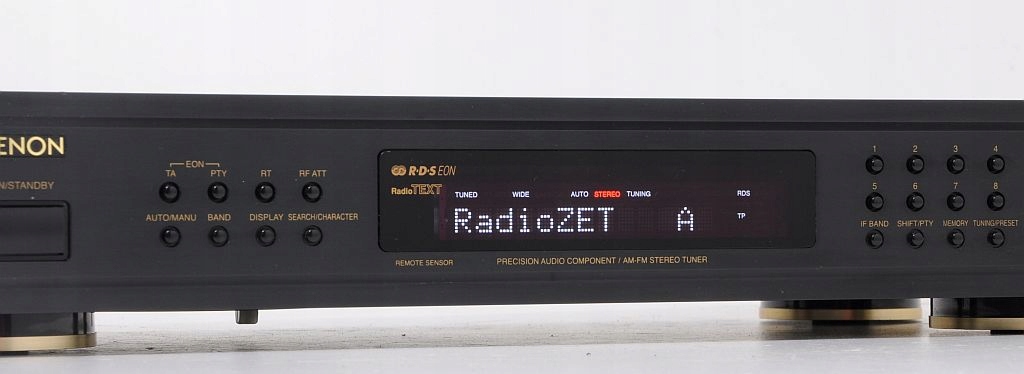 ENON
N/STANDBY
EON
TA PTY RT RF ATT
AUTO/MANU BAND DISPLAY SEARCH/CHARACTER
R·D·S EON
RadioTEXT
TUNED WIDE AUTO STEREO TUNING RDS
RadioZET A TP
REMOTE SENSOR PRECISION AUDIO COMPONENT / AM-FM STEREO TUNER
1 2 3 4
5 6 7 8
IF BAND SHIFT/PTY MEMORY TUNING/PRESET